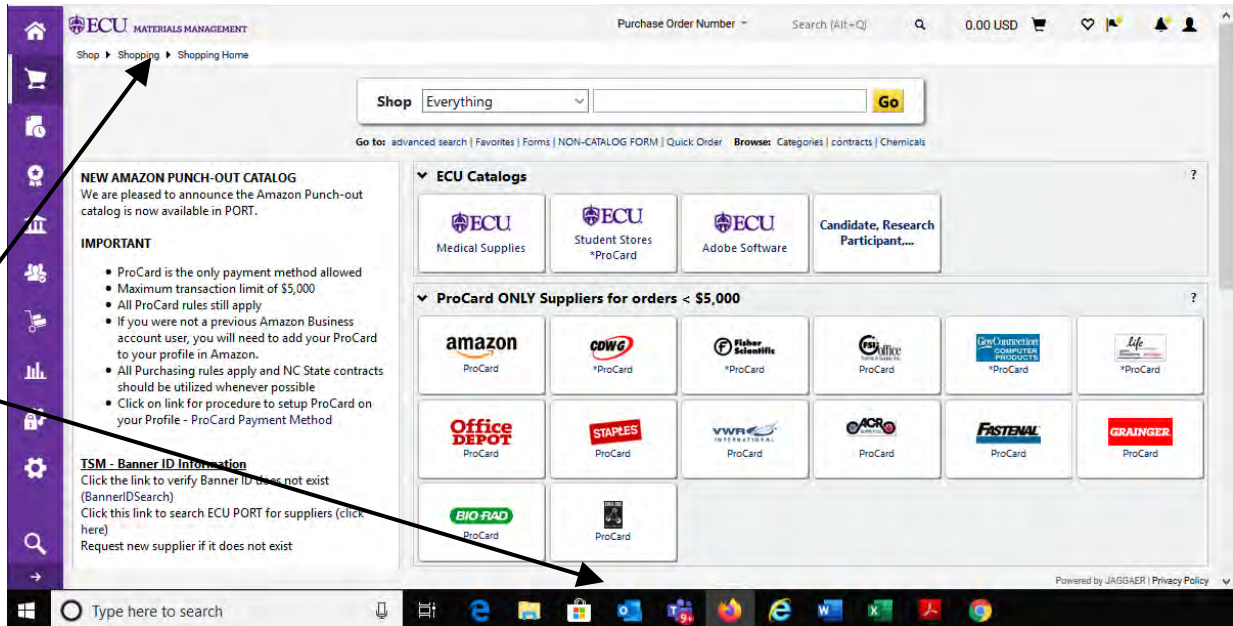 ECU MATERIALS MANAGEMENT
Purchase Order Number
Search (Alt+Q)
0.00 USD
Shop Shopping Shopping Home
Shop Everything Go
Go to: advanced search | Favorites | Forms | NON-CATALOG FORM | Quick Order Browse: Categories | contracts | Chemicals
NEW AMAZON PUNCH-OUT CATALOG
We are pleased to announce the Amazon Punch-out
catalog is now available in PORT.
IMPORTANT
• ProCard is the only payment method allowed
• Maximum transaction limit of $5,000
• All ProCard rules still apply
• If you were not a previous Amazon Business
account user, you will need to add your ProCard
to your profile in Amazon.
• All Purchasing rules apply and NC State contracts
should be utilized whenever possible
• Click on link for procedure to setup ProCard on
your Profile - ProCard Payment Method
TSM - Banner ID Information
Click the link to verify Banner ID does not exist
(BannerIDSearch)
Click this link to search ECU PORT for suppliers (click
here)
Request new supplier if it does not exist
ECU Catalogs ?
ECU
Medical Supplies
ECU
Student Stores
*ProCard
ECU
Adobe Software
Candidate, Research
Participant,...
ProCard ONLY Suppliers for orders < $5,000 ?
amazon
ProCard
CDWG
*ProCard
Fisher
Scientific
*ProCard
FSI office
ProCard
GovConnection
COMPUTER
PRODUCTS
*ProCard
life
*ProCard
Office
DEPOT
ProCard
STAPLES
ProCard
VWR
INTERNATIONAL
ProCard
ACR
ProCard
FASTENAL
ProCard
GRAINGER
ProCard
BIO-RAD
ProCard
ProCard
Powered by JAGGAER | Privacy Policy
Type here to search
9+